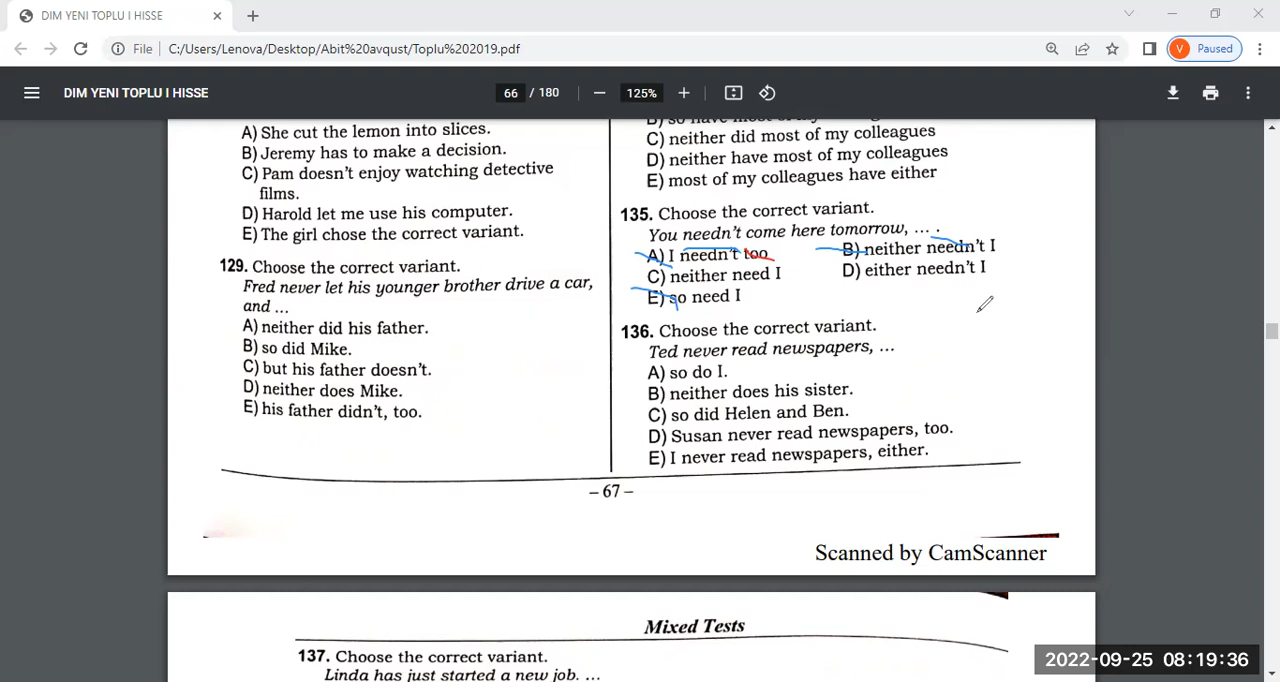 DIM YENI TOPLU I HISSE
File C:/Users/Lenova/Desktop/Abit%20avqust/Toplu%202019.pdf
V Paused
DIM YENI TOPLU I HISSE
66 / 180
125%
A) She cut the lemon into slices.
B) Jeremy has to make a decision.
C) Pam doesn't enjoy watching detective
films.
D) Harold let me use his computer.
E) The girl chose the correct variant.
129. Choose the correct variant.
Fred never let his younger brother drive a car,
and ...
A) neither did his father.
B) so did Mike.
C) but his father doesn't.
D) neither does Mike.
E) his father didn't, too.
C) neither did most of my colleagues
D) neither have most of my colleagues
E) most of my colleagues have either
135. Choose the correct variant.
You needn't come here tomorrow, ... .
A) I needn't too B) neither needn't I
C) neither need I D) either needn't I
E) so need I
136. Choose the correct variant.
Ted never read newspapers, ...
A) so do I.
B) neither does his sister.
C) so did Helen and Ben.
D) Susan never read newspapers, too.
E) I never read newspapers, either.
– 67 –
Scanned by CamScanner
Mixed Tests
137. Choose the correct variant.
Linda has just started a new job. ...
2022-09-25 08:19:36